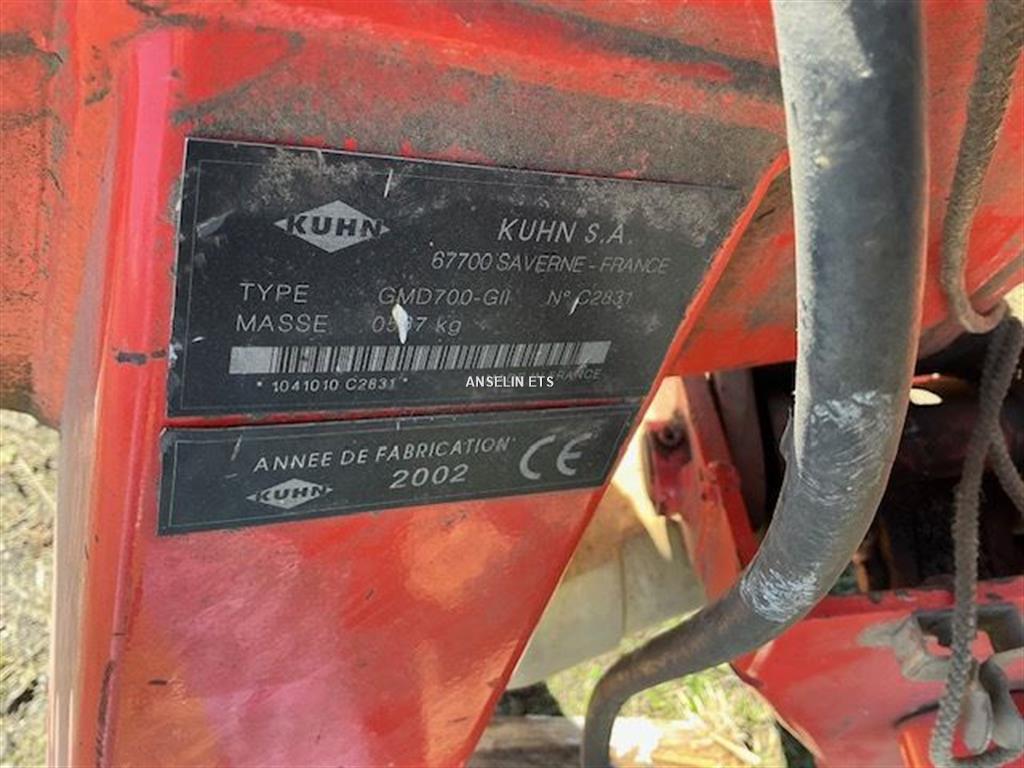 KUHN
KUHN S.A.
67700 SAVERNE - FRANCE
TYPE GMD700-GII N° C2831
MASSE kg
* 1041010 C2831 *
FRANCE
ANSELIN ETS
ANNEE DE FABRICATION
2002
CE
KUHN